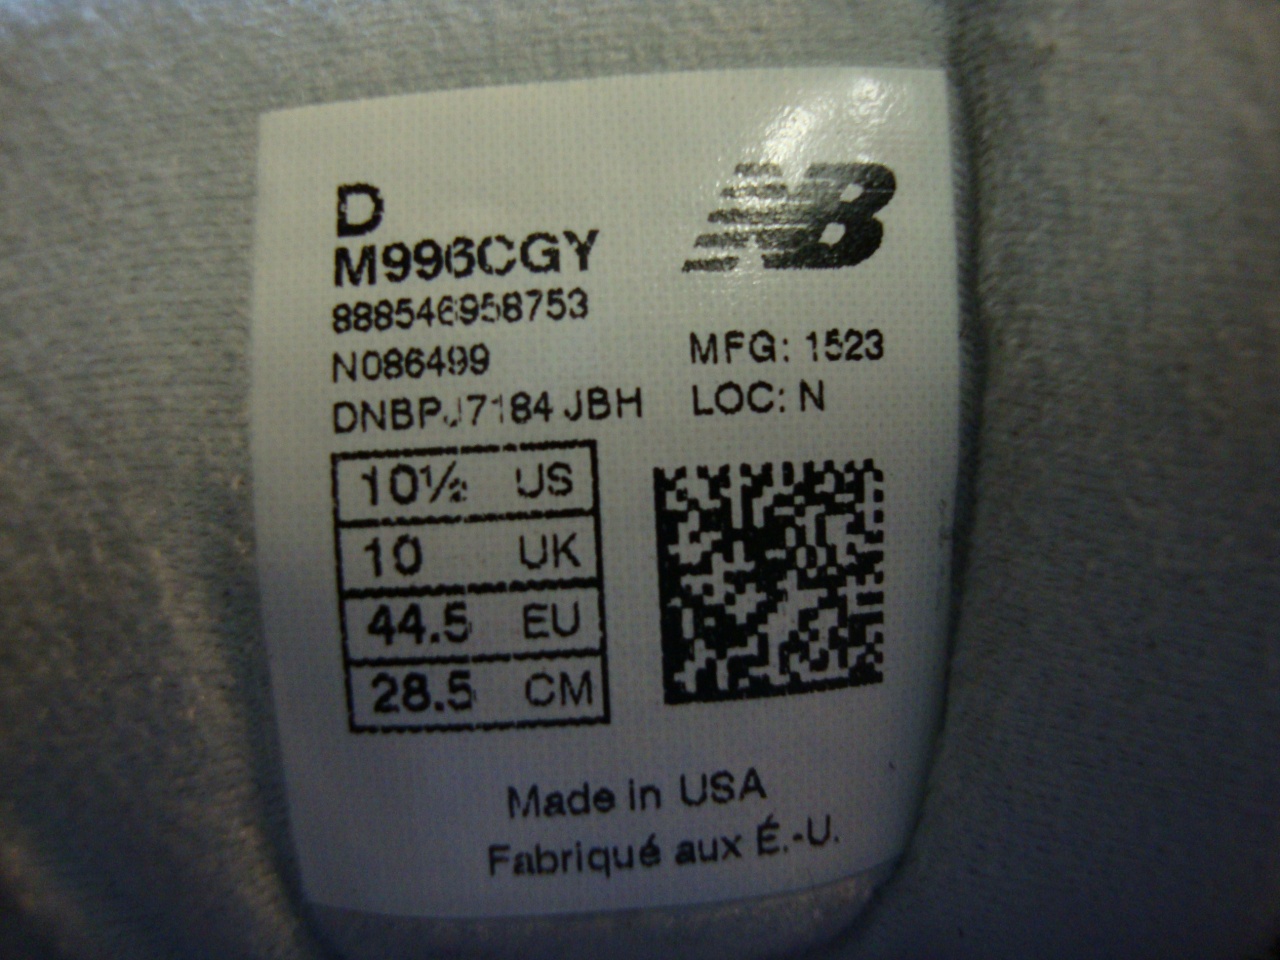 D
NB
M996CGY
888546958753
N086499
MFG: 1523
DNBPJ7184 JBH
LOC: N
10½ US
10 UK
44.5 EU
28.5 CM
Made in USA
Fabriqué aux É.-U.